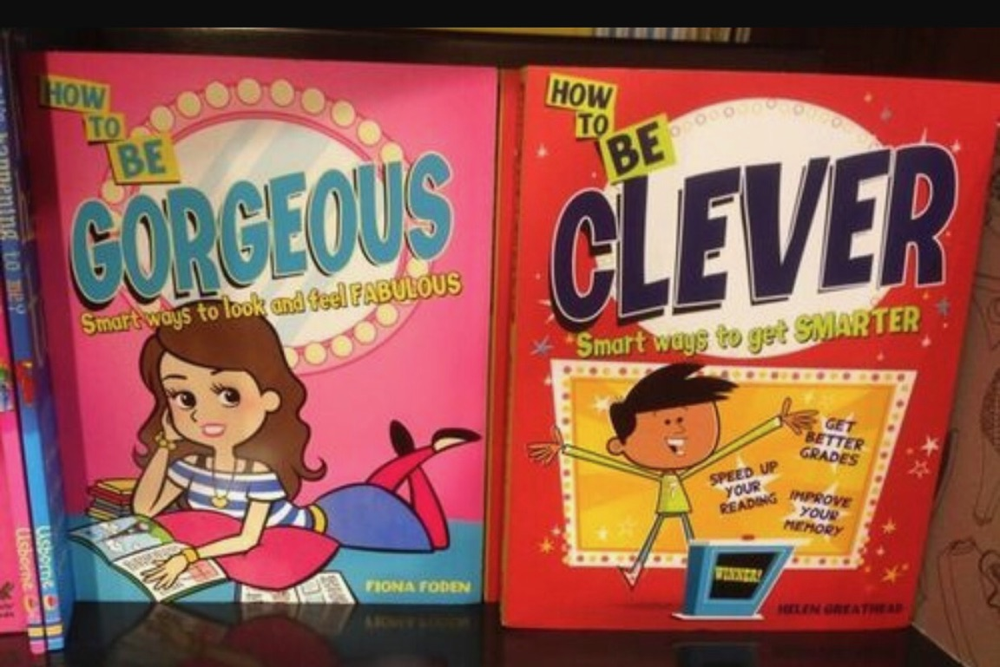 HOW
TO
BE
GORGEOUS
Smart ways to look and feel FABULOUS
FIONA FODEN
HOW
TO
BE
CLEVER
Smart ways to get SMARTER
GET
BETTER
GRADES
SPEED UP
YOUR
READING
IMPROVE
YOUR
MEMORY
WINNER!
HELEN GREATHEAD
Usborne
Usborne